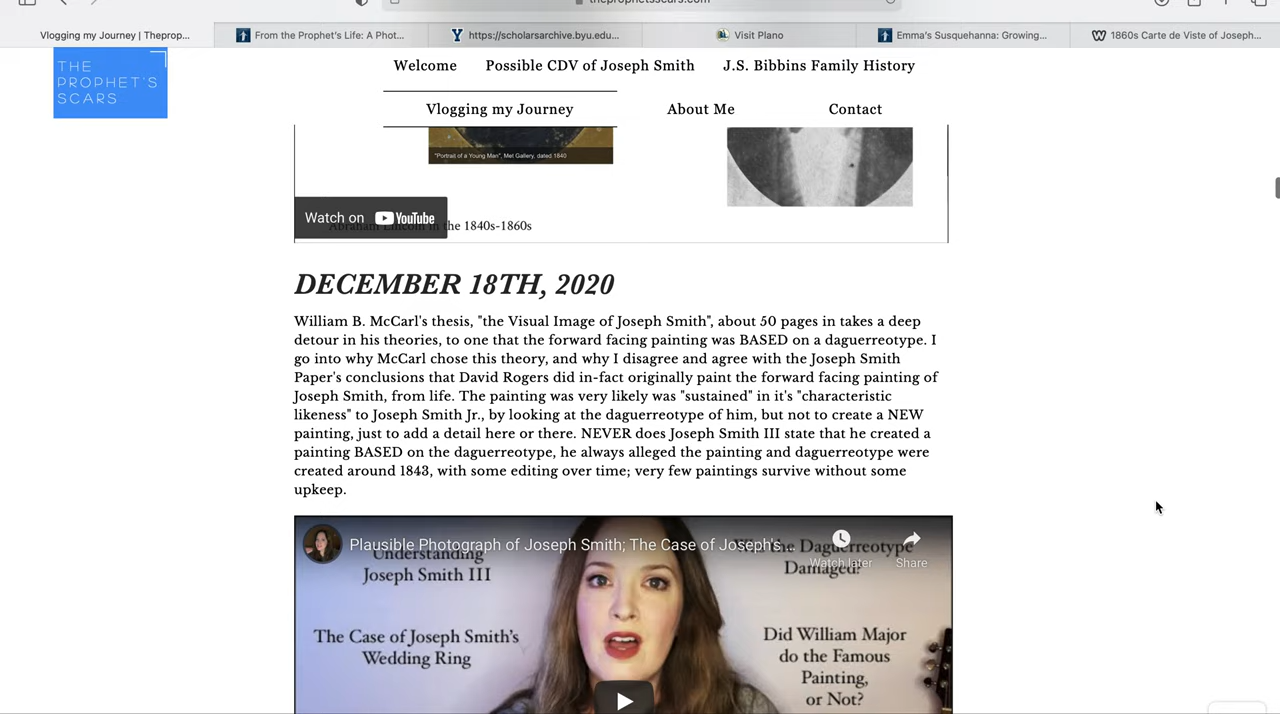 theprophetsscars.com
Vlogging my Journey | Theprop...
From the Prophet's Life: A Phot...
https://scholarsarchive.byu.edu...
Visit Plano
Emma's Susquehanna: Growing...
1860s Carte de Viste of Joseph...
THE
PROPHET'S
SCARS
Welcome
Possible CDV of Joseph Smith
J.S. Bibbins Family History
Vlogging my Journey
About Me
Contact
"Portrait of a Young Man", Met Gallery, dated 1840
Watch on YouTube
Abraham Lincoln in the 1840s-1860s
DECEMBER 18TH, 2020
William B. McCarl's thesis, "the Visual Image of Joseph Smith", about 50 pages in takes a deep
detour in his theories, to one that the forward facing painting was BASED on a daguerreotype. I
go into why McCarl chose this theory, and why I disagree and agree with the Joseph Smith
Paper's conclusions that David Rogers did in-fact originally paint the forward facing painting of
Joseph Smith, from life. The painting was very likely was "sustained" in it's "characteristic
likeness" to Joseph Smith Jr., by looking at the daguerreotype of him, but not to create a NEW
painting, just to add a detail here or there. NEVER does Joseph Smith III state that he created a
painting BASED on the daguerreotype, he always alleged the painting and daguerreotype were
created around 1843, with some editing over time; very few paintings survive without some
upkeep.
Plausible Photograph of Joseph Smith; The Case of Joseph's ...
Watch later
Share
Understanding
Joseph Smith III
the Daguerreotype
Damaged?
The Case of Joseph Smith's
Wedding Ring
Did William Major
do the Famous
Painting,
or Not?